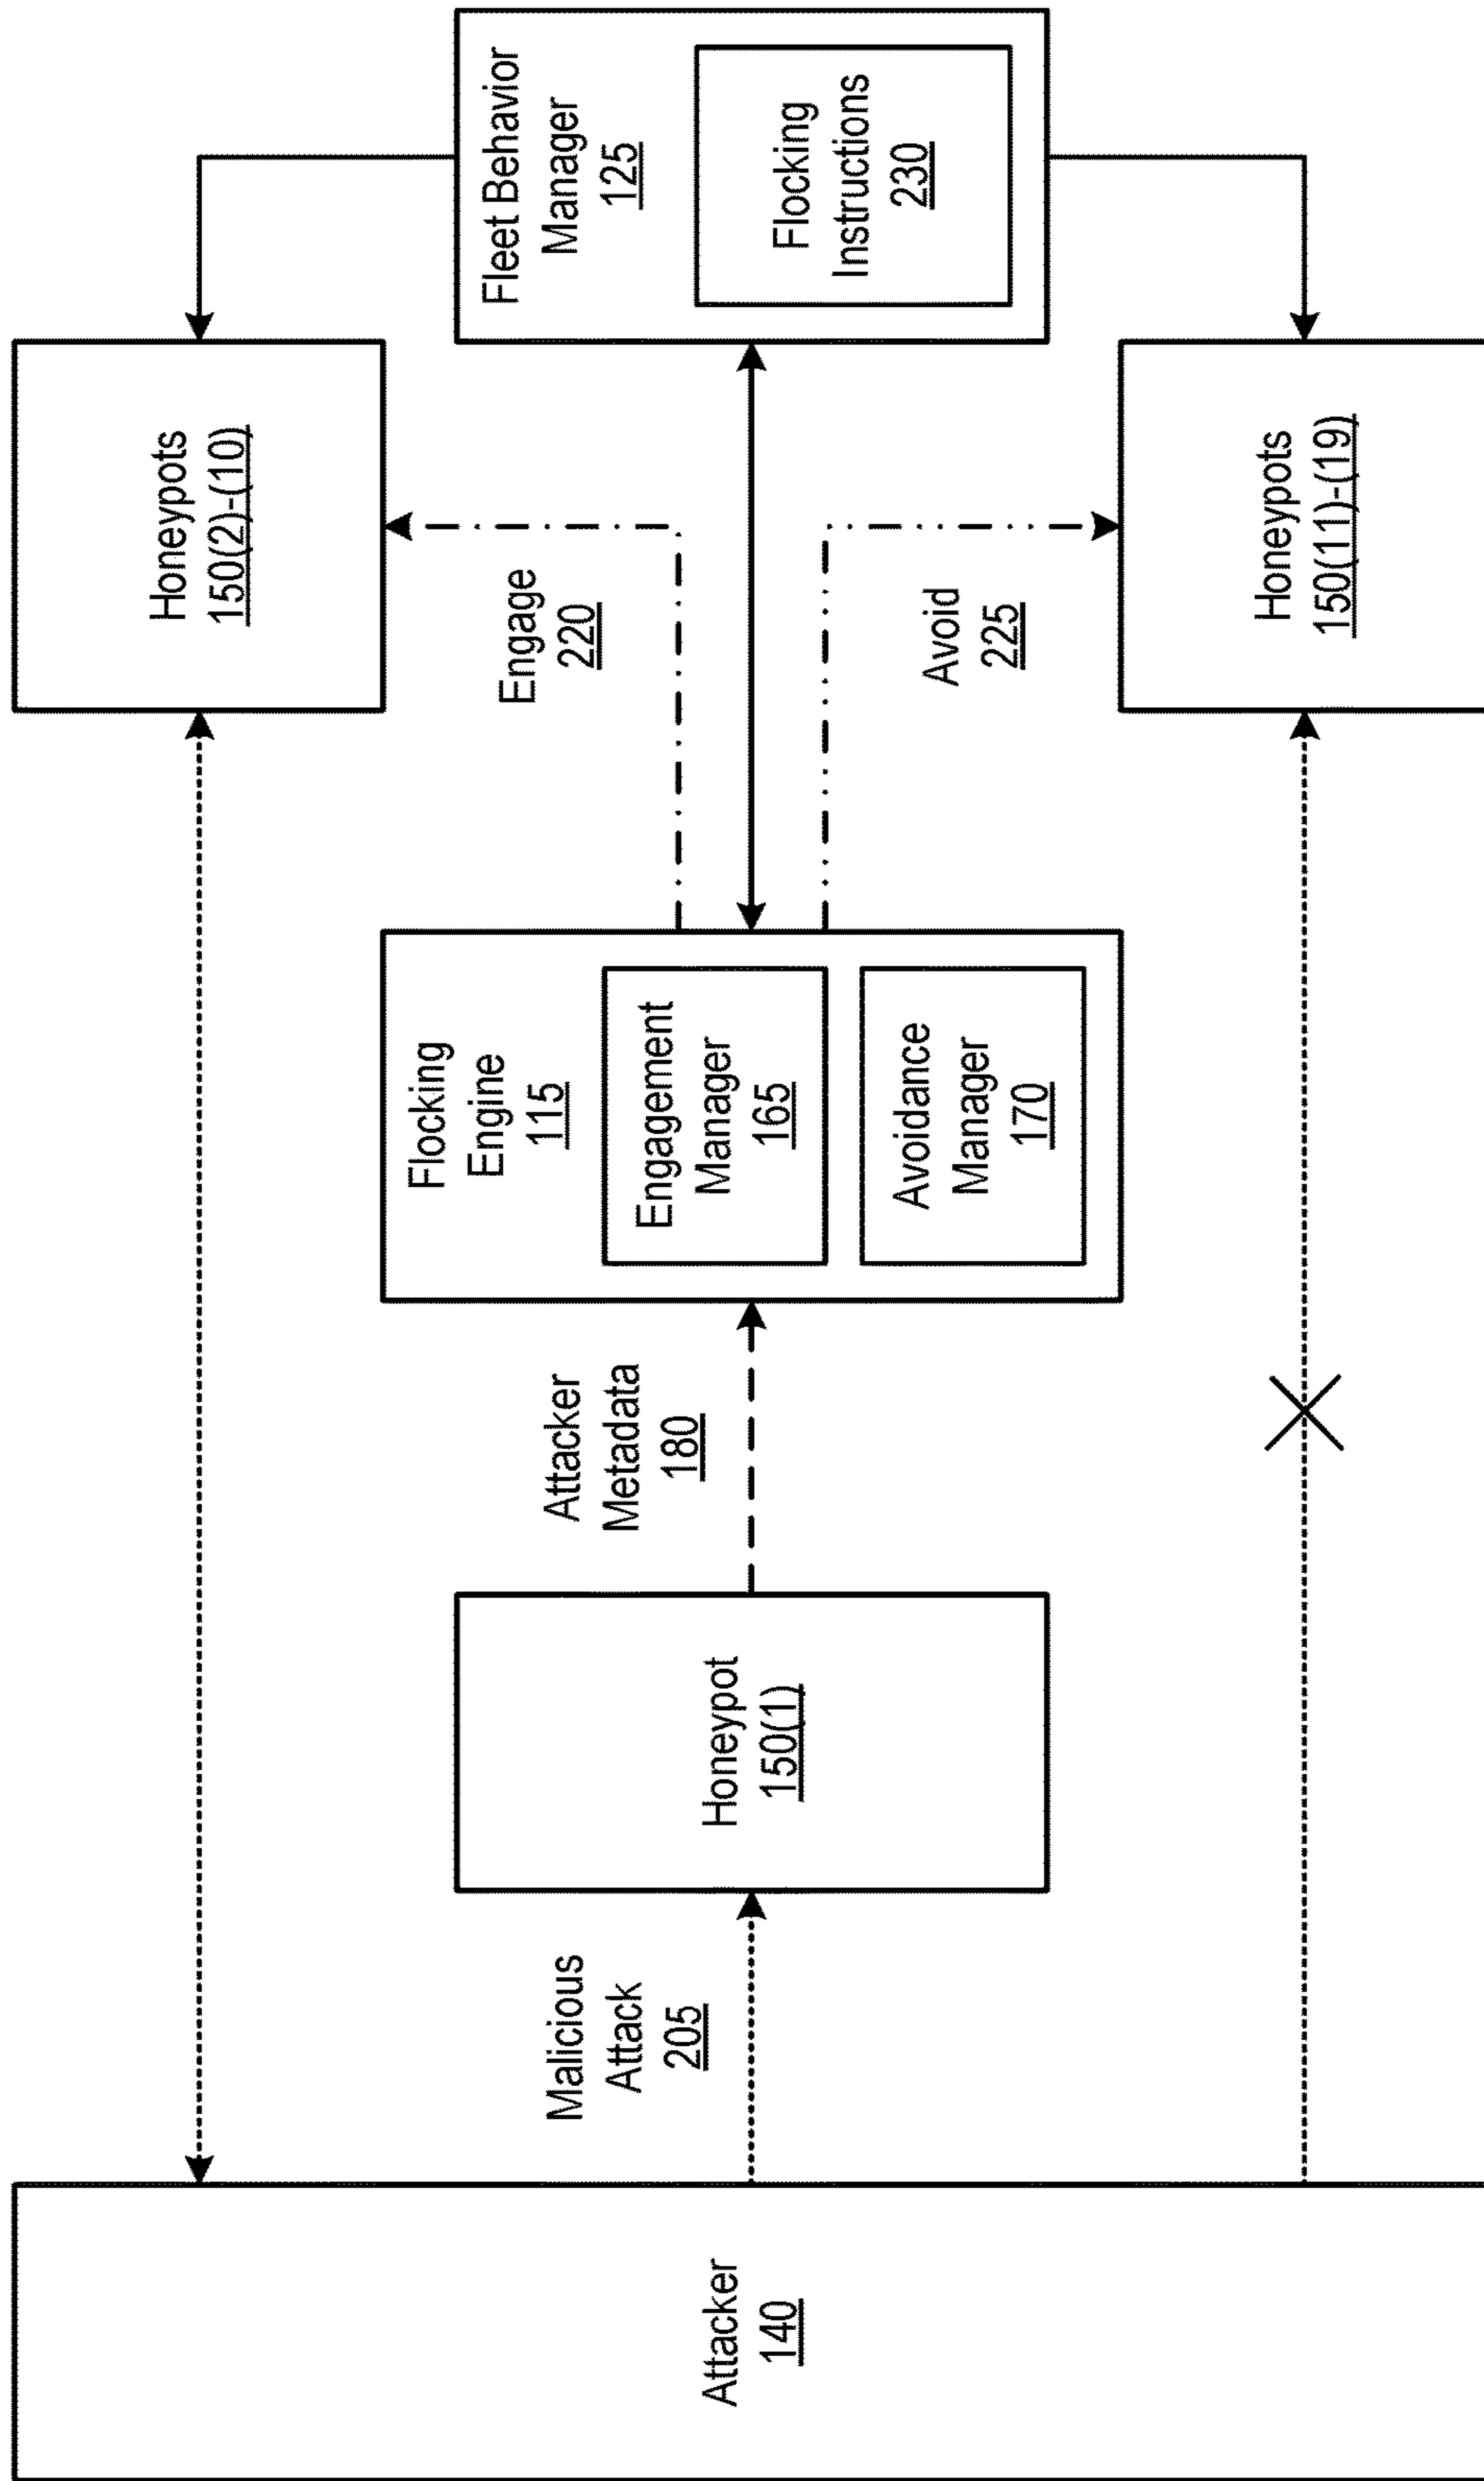 Attacker
140
Malicious
Attack
205
Honeypot
150(1)
Attacker
Metadata
180
Flocking
Engine
115
Engagement
Manager
165
Avoidance
Manager
170
Engage
220
Avoid
225
Honeypots
150(2)-(10)
Honeypots
150(11)-(19)
Fleet Behavior
Manager
125
Flocking
Instructions
230